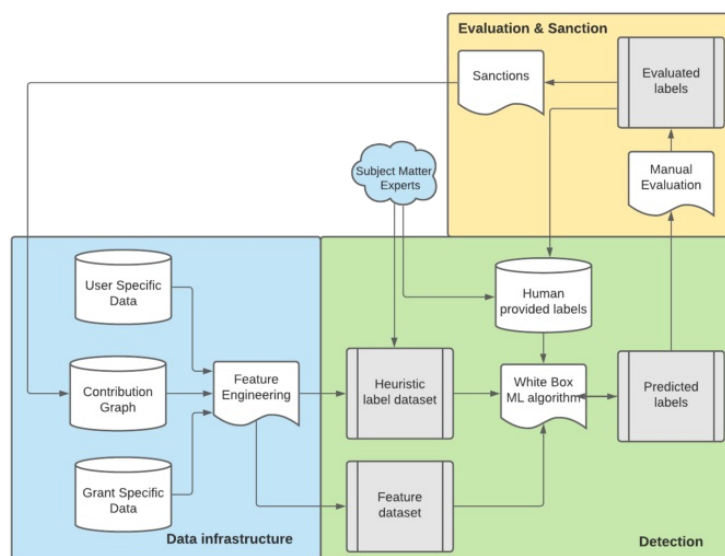 Evaluation & Sanction
Sanctions
Evaluated
labels
Subject Matter
Experts
Manual
Evaluation
User Specific
Data
Human
provided labels
Contribution
Graph
Feature
Engineering
Heuristic
label dataset
White Box
ML algorithm
Predicted
labels
Grant Specific
Data
Feature
dataset
Data infrastructure
Detection